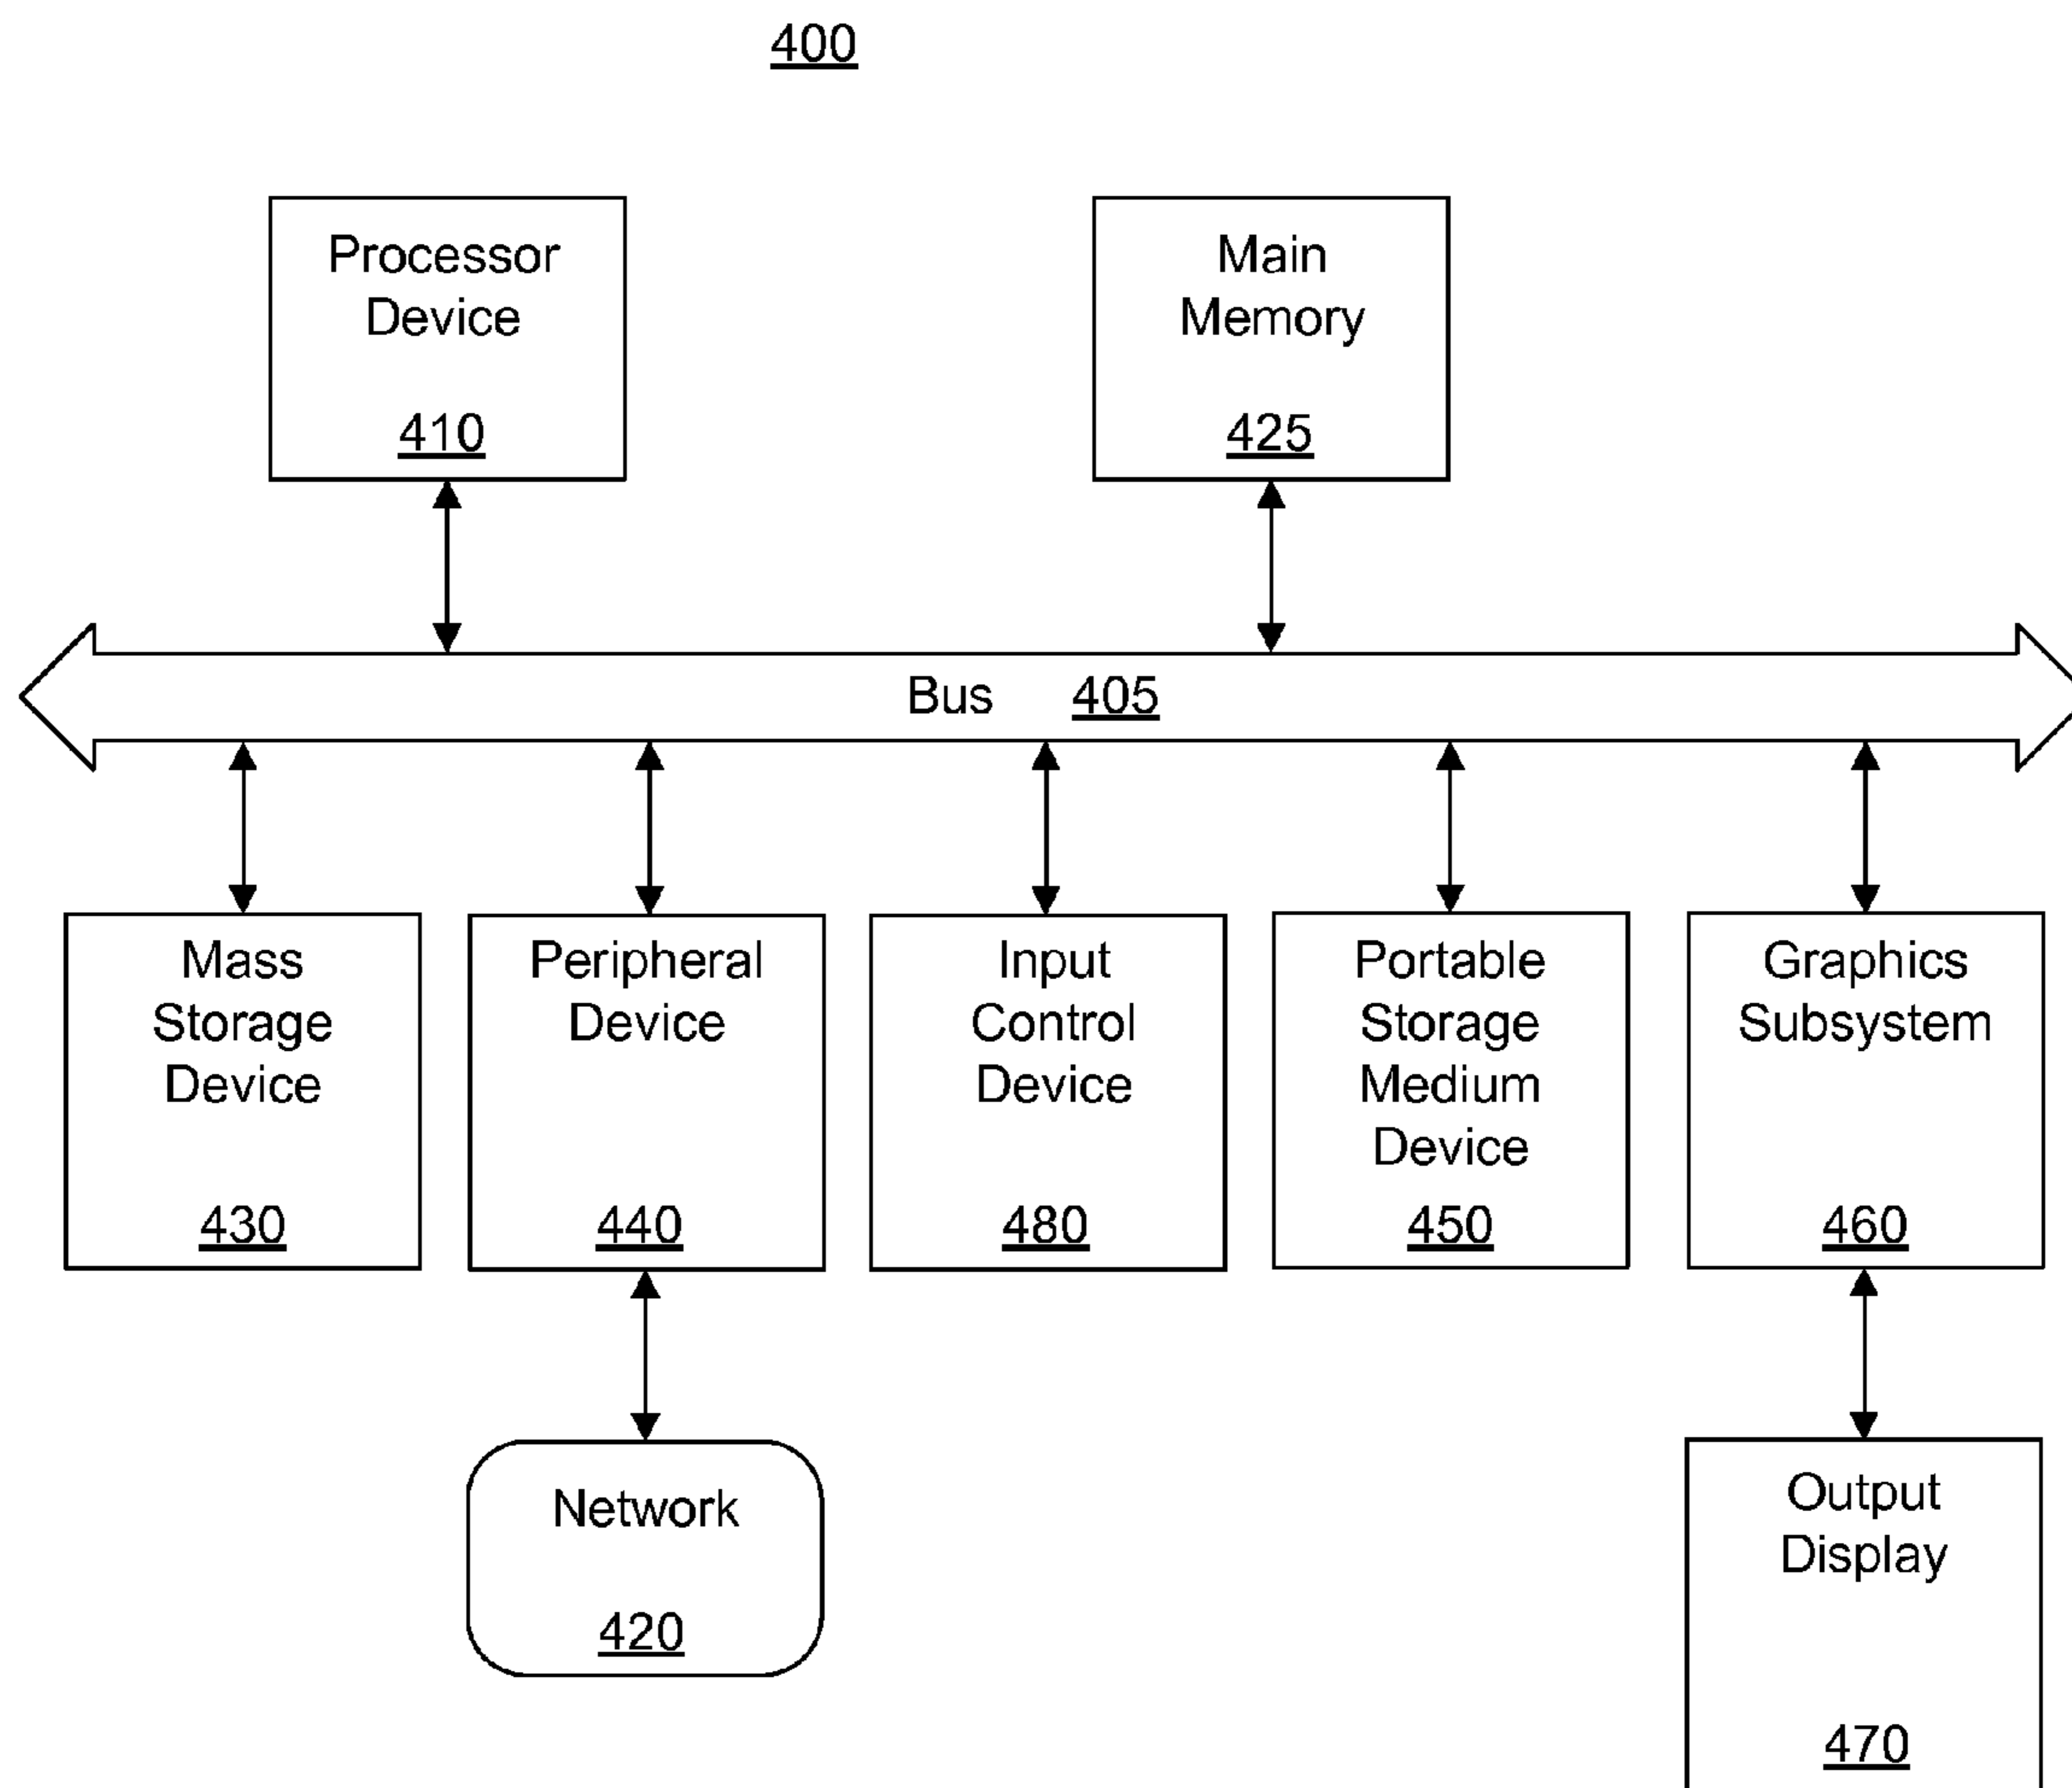 400
Processor
Device
410
Main
Memory
425
Bus 405
Mass
Storage
Device
430
Peripheral
Device
440
Input
Control
Device
480
Portable
Storage
Medium
Device
450
Graphics
Subsystem
460
Network
420
Output
Display
470